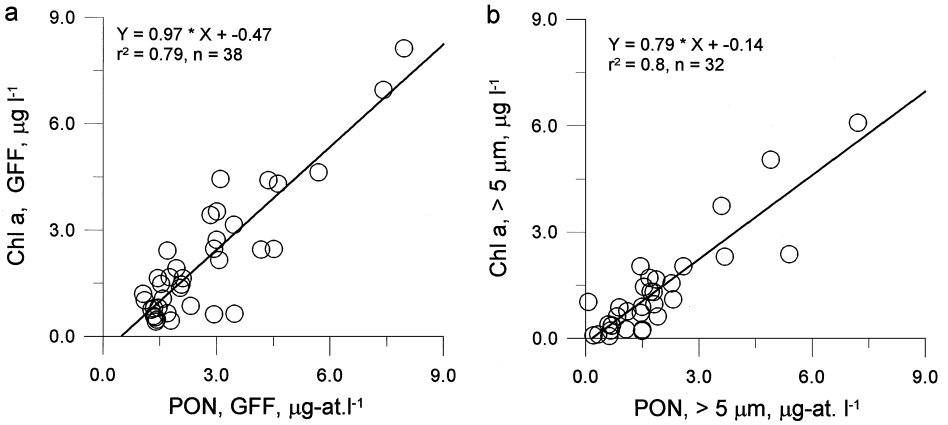 a
Y = 0.97 * X + -0.47
r² = 0.79, n = 38
Chl a, GFF, μg l⁻¹
9.0
6.0
3.0
0.0
0.0 3.0 6.0 9.0
PON, GFF, μg-at.l⁻¹
b
Y = 0.79 * X + -0.14
r² = 0.8, n = 32
Chl a, > 5 μm, μg l⁻¹
9.0
6.0
3.0
0.0
0.0 3.0 6.0 9.0
PON, > 5 μm, μg-at. l⁻¹